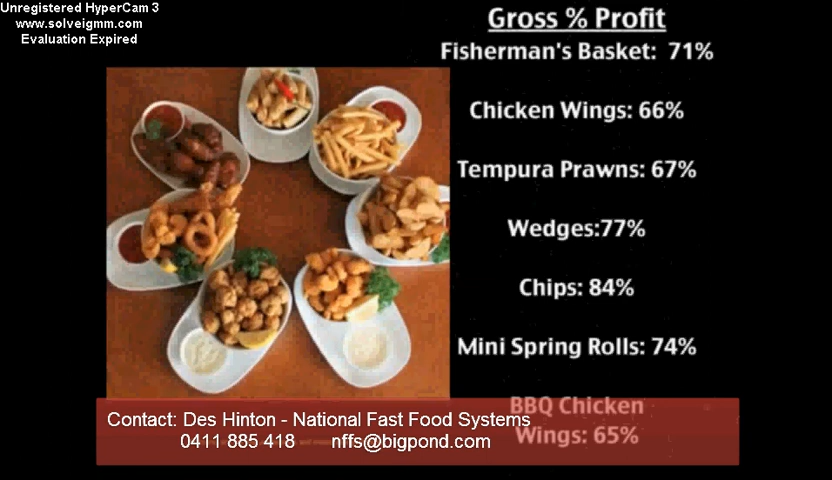 Unregistered HyperCam 3
www.solveigmm.com
Evaluation Expired
Gross % Profit
Fisherman's Basket: 71%
Chicken Wings: 66%
Tempura Prawns: 67%
Wedges:77%
Chips: 84%
Mini Spring Rolls: 74%
BBQ Chicken
Wings: 65%
Contact: Des Hinton - National Fast Food Systems
0411 885 418 nffs@bigpond.com